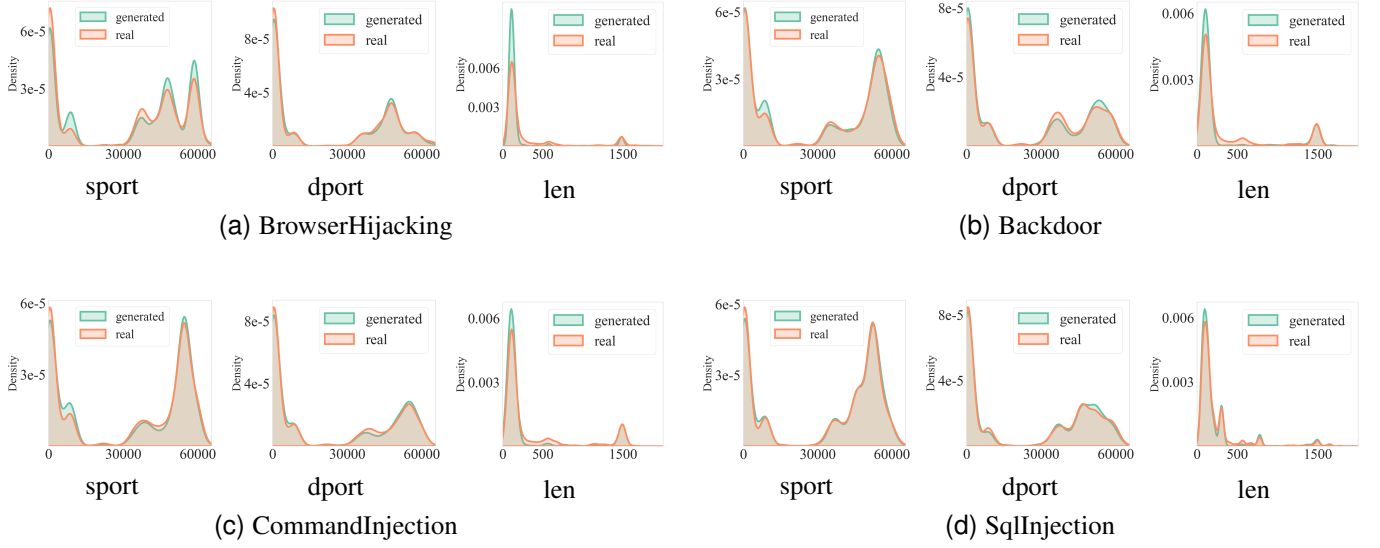 generated
real
Density
6e-5
3e-5
0
30000
60000
sport
generated
real
Density
8e-5
4e-5
0
30000
60000
dport
generated
real
Density
0.006
0.003
0
500
1500
len
(a) BrowserHijacking
generated
real
Density
6e-5
3e-5
0
30000
60000
sport
generated
real
Density
8e-5
4e-5
0
30000
60000
dport
generated
real
Density
0.006
0.003
0
500
1500
len
(b) Backdoor
generated
real
Density
6e-5
3e-5
0
30000
60000
sport
generated
real
Density
8e-5
4e-5
0
30000
60000
dport
generated
real
Density
0.006
0.003
0
500
1500
len
(c) CommandInjection
generated
real
Density
6e-5
3e-5
0
30000
60000
sport
generated
real
Density
8e-5
4e-5
0
30000
60000
dport
generated
real
Density
0.006
0.003
0
500
1500
len
(d) SqlInjection